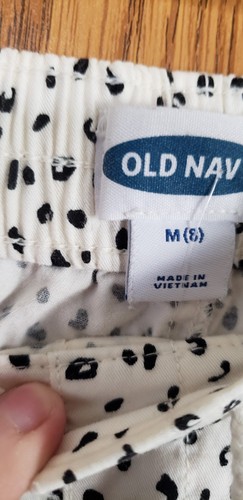 OLD NAV
M (8)
MADE IN
VIETNAM